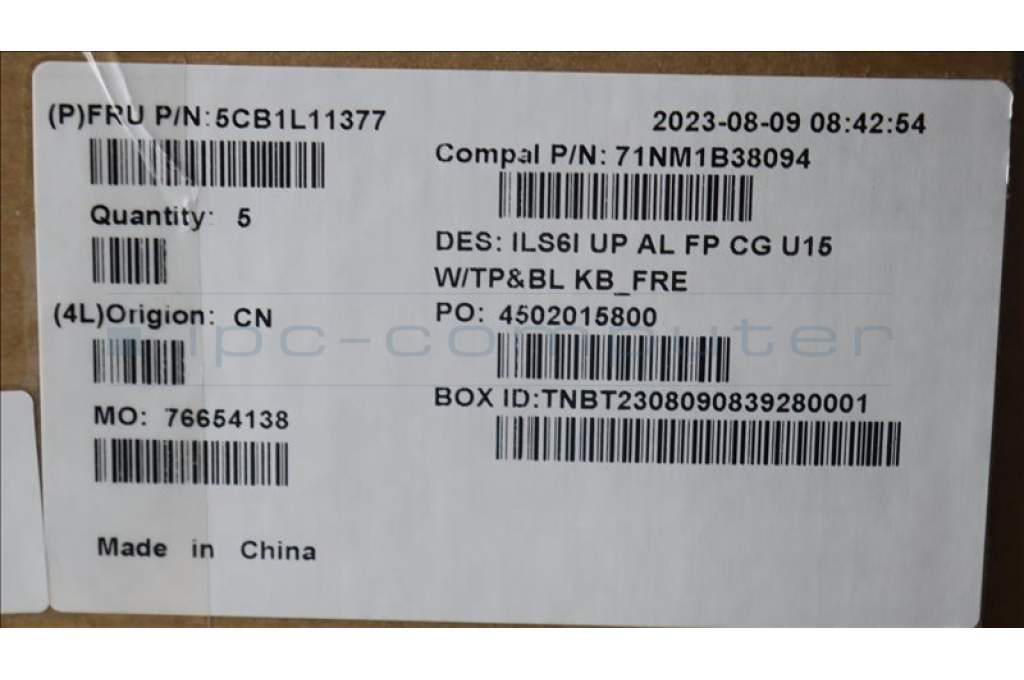 (P)FRU P/N:5CB1L11377
2023-08-09 08:42:54
Compal P/N: 71NM1B38094
Quantity: 5
DES: ILS6I UP AL FP CG U15
W/TP&BL KB_FRE
(4L)Origion: CN
PO: 4502015800
ipc-computer
BOX ID:TNBT2308090839280001
MO: 76654138
Made in China